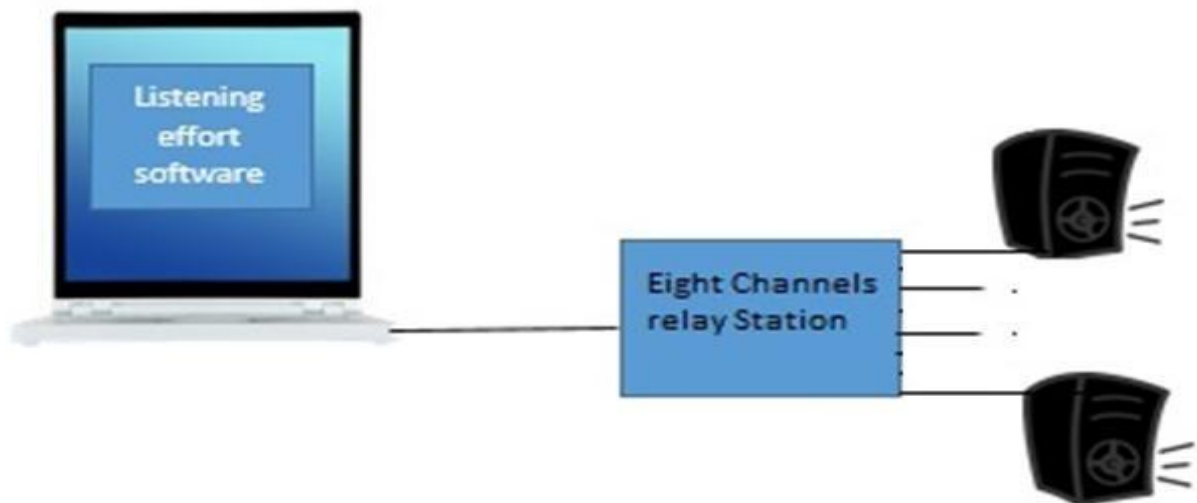 Listening
effort
software
Eight Channels
relay Station